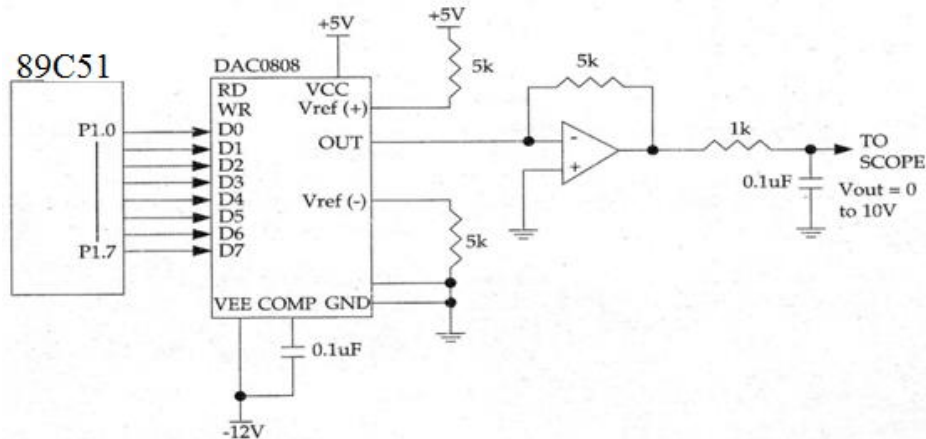 89C51
P1.0
P1.7
DAC0808
RD
WR
D0
D1
D2
D3
D4
D5
D6
D7
VCC
Vref (+)
OUT
Vref (-)
VEE COMP GND
+5V
+5V
5k
5k
5k
-
+
1k
0.1uF
TO
SCOPE
Vout = 0
to 10V
0.1uF
-12V